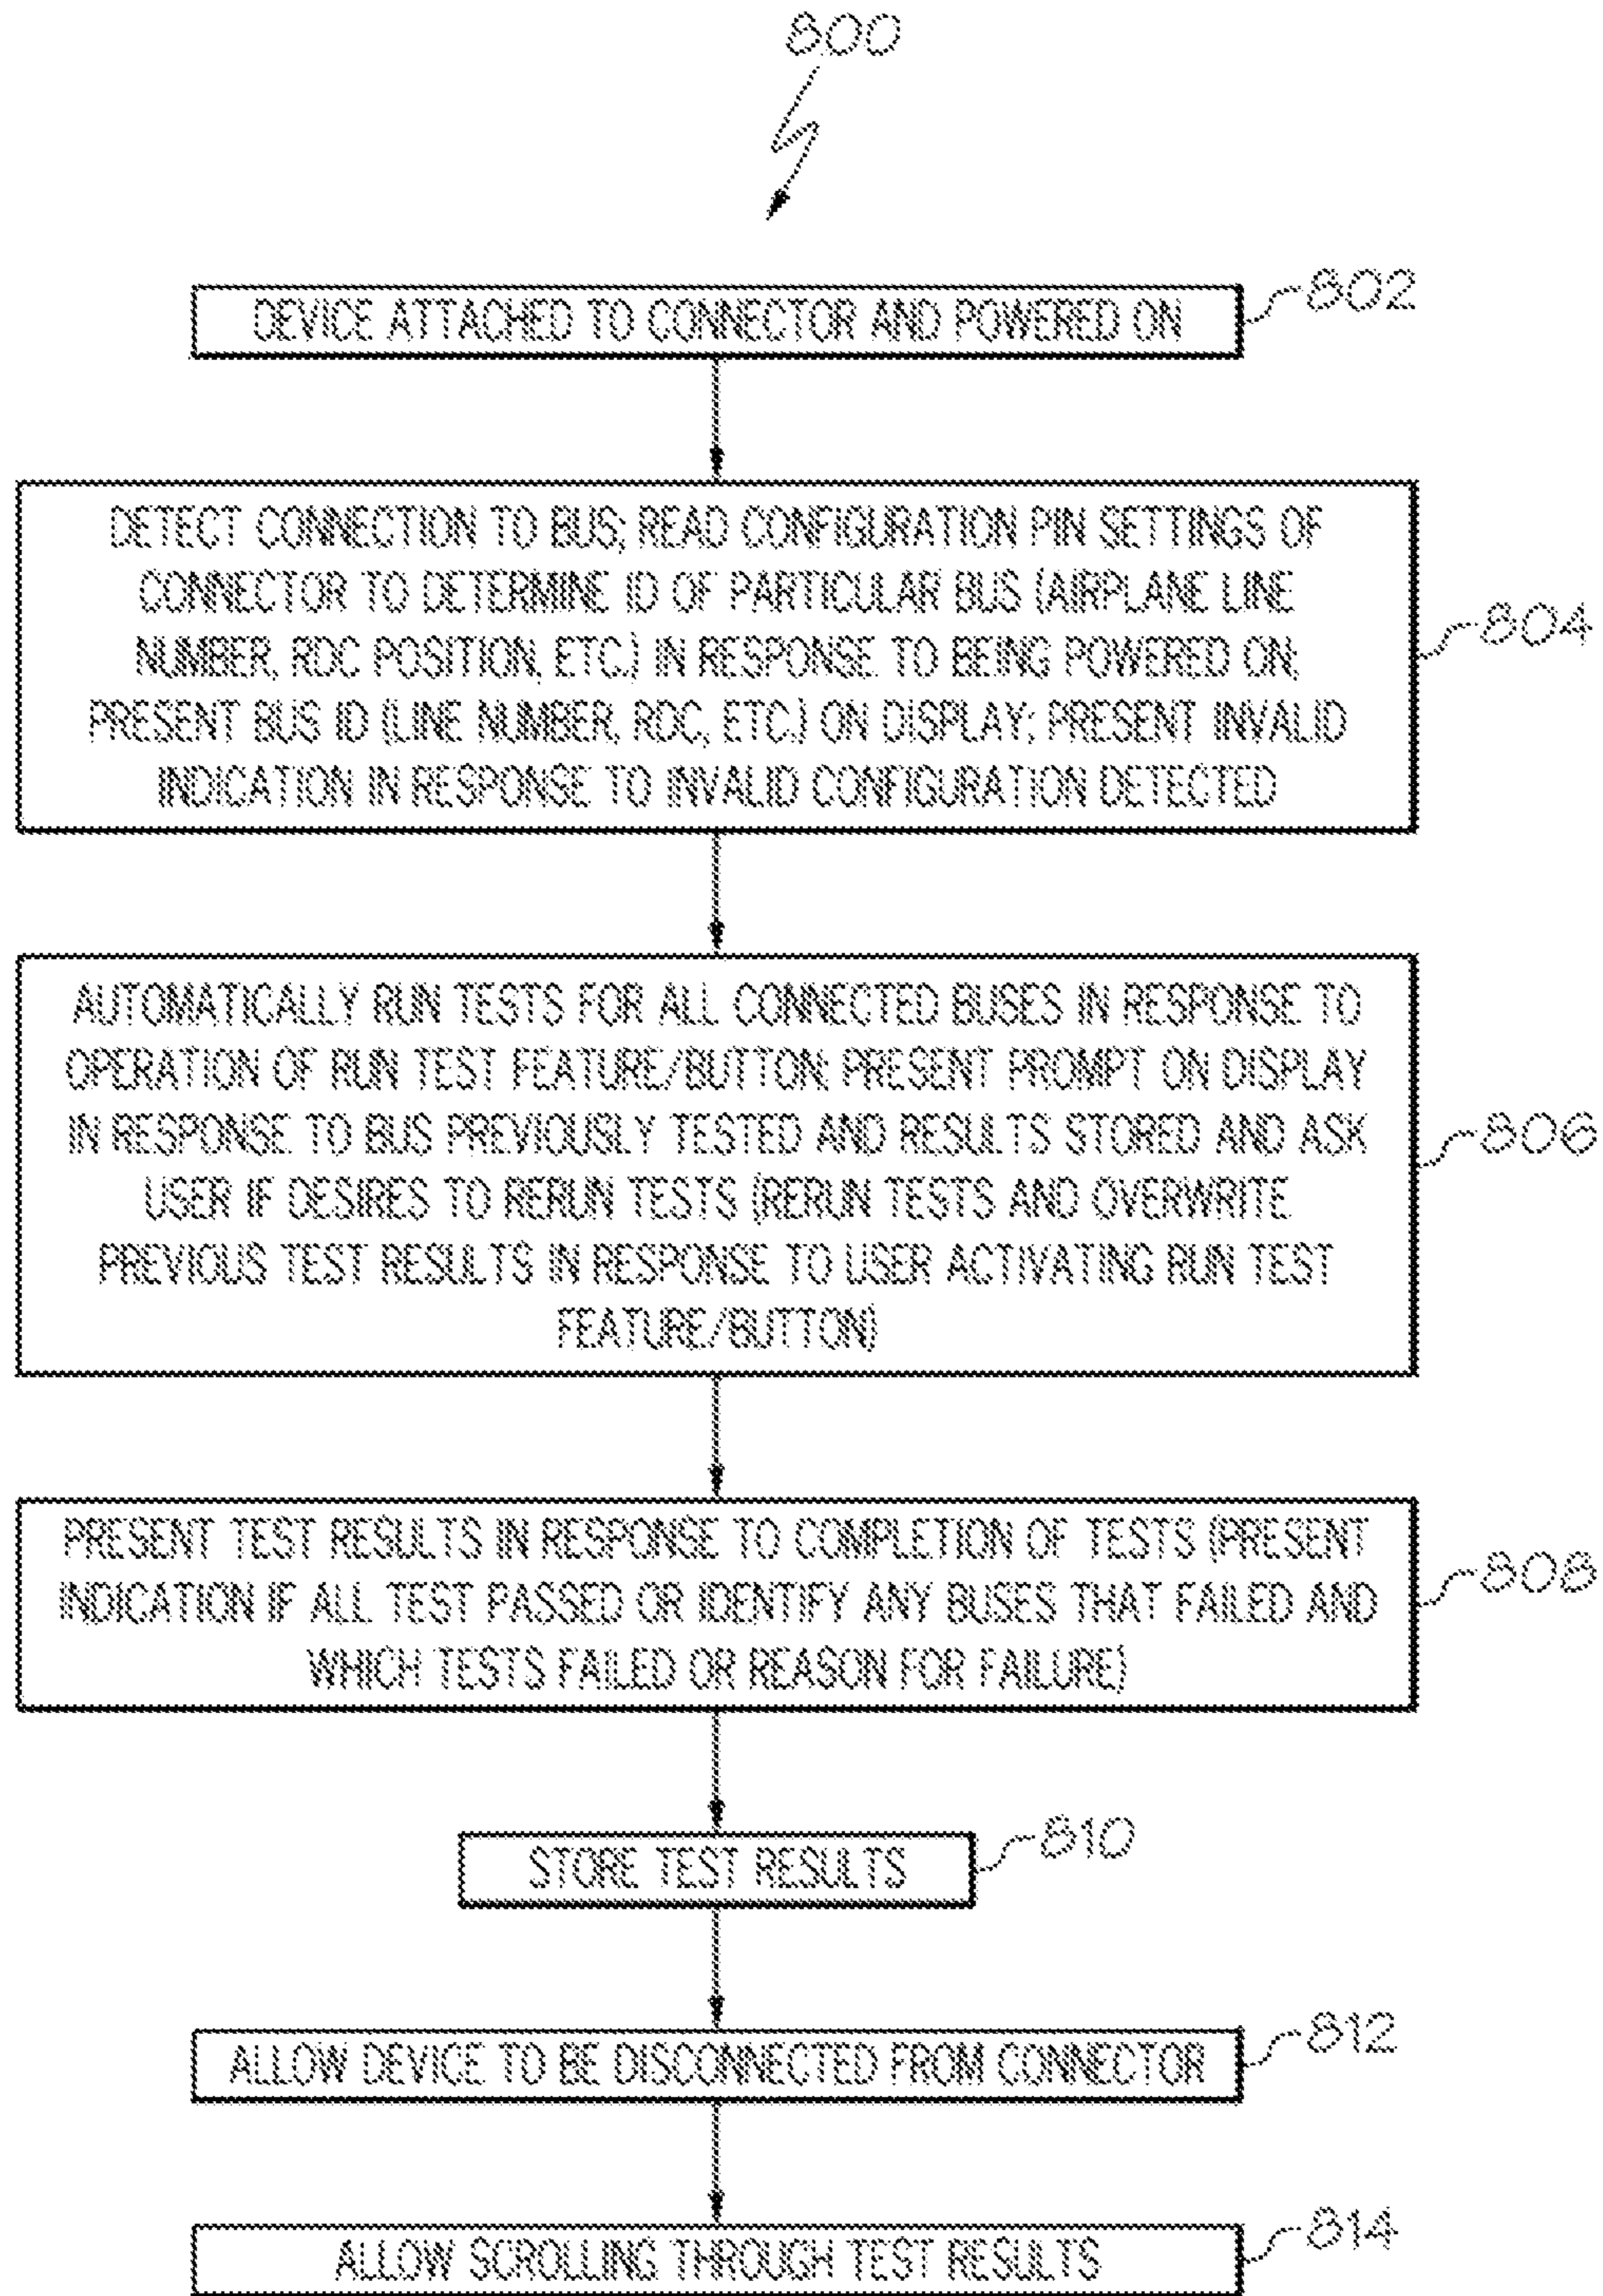 800
DEVICE ATTACHED TO CONNECTOR AND POWERED ON
802
DETECT CONNECTION TO BUS; READ CONFIGURATION PIN SETTINGS OF
CONNECTOR TO DETERMINE ID OF PARTICULAR BUS (AIRPLANE LINE
NUMBER, RDC POSITION, ETC.) IN RESPONSE TO BEING POWERED ON;
PRESENT BUS ID (LINE NUMBER, RDC, ETC.) ON DISPLAY; PRESENT INVALID
INDICATION IN RESPONSE TO INVALID CONFIGURATION DETECTED
804
AUTOMATICALLY RUN TESTS FOR ALL CONNECTED BUSES IN RESPONSE TO
OPERATION OF RUN TEST FEATURE/BUTTON; PRESENT PROMPT ON DISPLAY
IN RESPONSE TO BUS PREVIOUSLY TESTED AND RESULTS STORED AND ASK
USER IF DESIRES TO RERUN TESTS (RERUN TESTS AND OVERWRITE
PREVIOUS TEST RESULTS IN RESPONSE TO USER ACTIVATING RUN TEST
FEATURE/BUTTON)
806
PRESENT TEST RESULTS IN RESPONSE TO COMPLETION OF TESTS (PRESENT
INDICATION IF ALL TEST PASSED OR IDENTIFY ANY BUSES THAT FAILED AND
WHICH TESTS FAILED OR REASON FOR FAILURE)
808
STORE TEST RESULTS
810
ALLOW DEVICE TO BE DISCONNECTED FROM CONNECTOR
812
ALLOW SCROLLING THROUGH TEST RESULTS
814